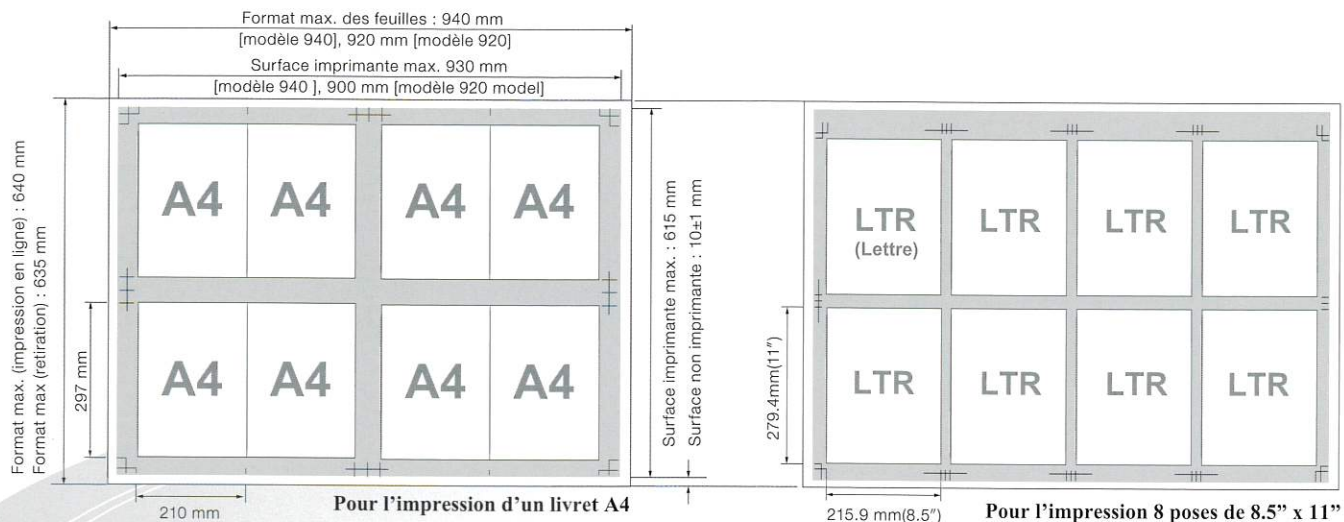 Format max. des feuilles : 940 mm
[modèle 940], 920 mm [modèle 920]
Surface imprimante max. 930 mm
[modèle 940 ], 900 mm [modèle 920 model]
Format max. (impression en ligne) : 640 mm
Format max (retiration) : 635 mm
A4 A4 A4 A4
297 mm
A4 A4 A4 A4
210 mm
Pour l'impression d'un livret A4
Surface imprimante max. : 615 mm
Surface non imprimante : 10±1 mm
LTR
(Lettre)
LTR LTR LTR
279.4mm(11")
LTR LTR LTR LTR
215.9 mm(8.5")
Pour l'impression 8 poses de 8.5" x 11"